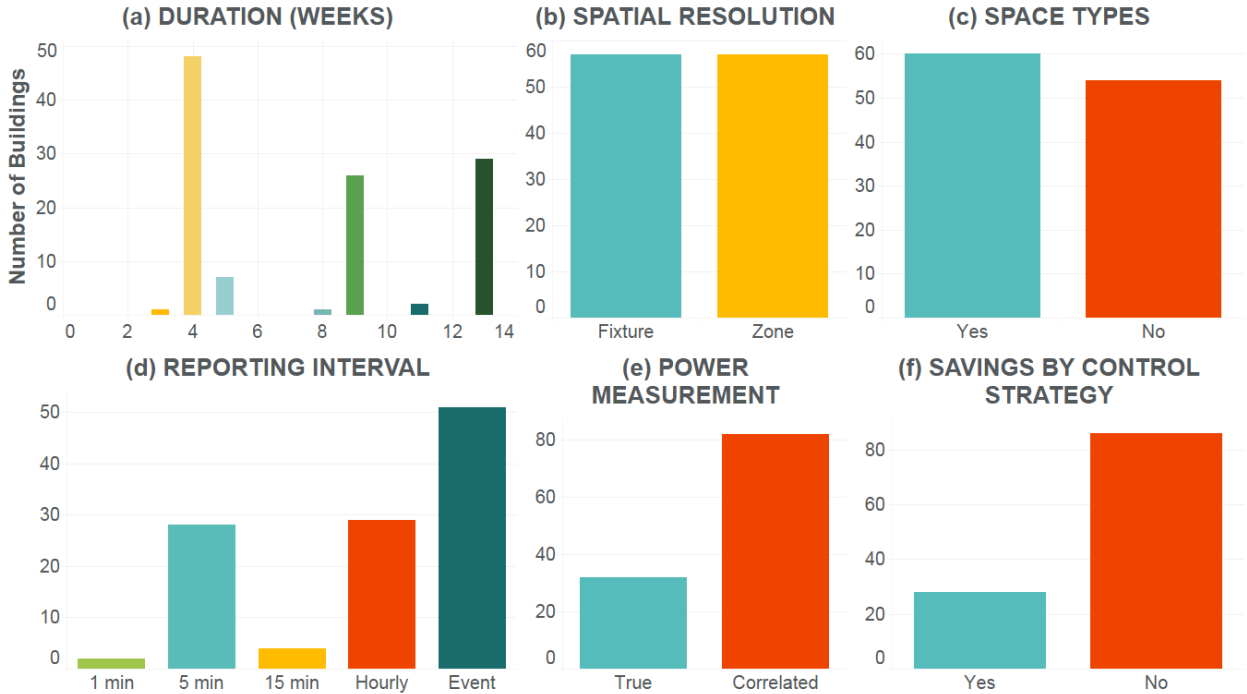 (a) DURATION (WEEKS)
(b) SPATIAL RESOLUTION
(c) SPACE TYPES
Number of Buildings
50
40
30
20
10
0
0 2 4 6 8 10 12 14
60
50
40
30
20
10
0
Fixture Zone
60
50
40
30
20
10
0
Yes No
(d) REPORTING INTERVAL
(e) POWER
MEASUREMENT
(f) SAVINGS BY CONTROL
STRATEGY
50
40
30
20
10
0
1 min 5 min 15 min Hourly Event
80
60
40
20
0
True Correlated
80
60
40
20
0
Yes No